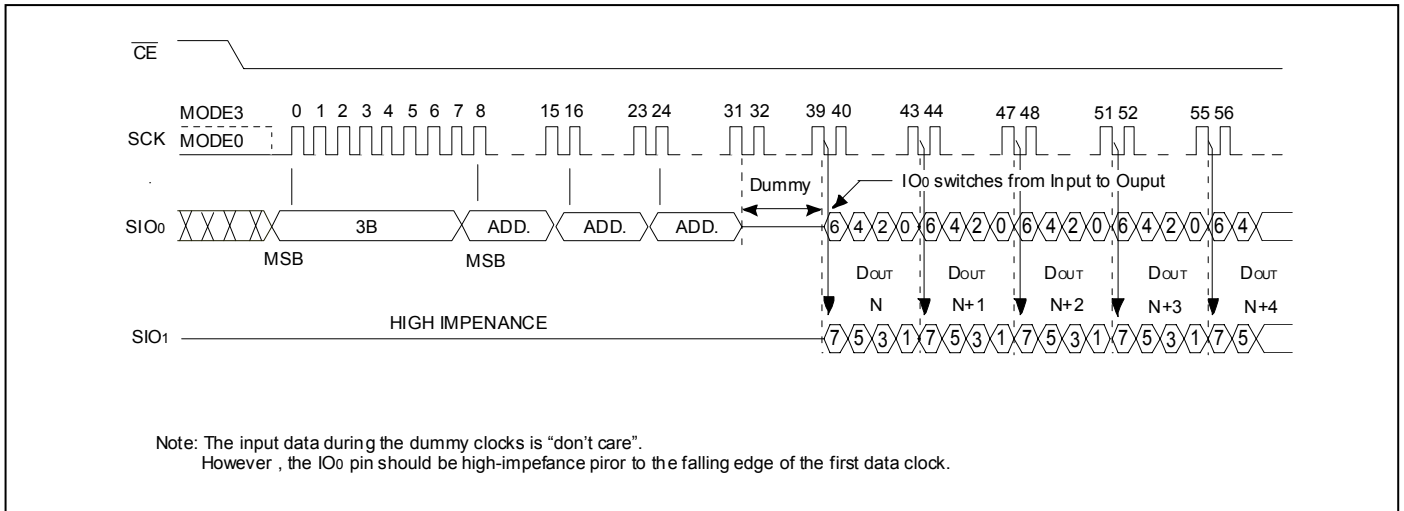 CE
MODE3 0 1 2 3 4 5 6 7 8 15 16 23 24 31 32 39 40 43 44 47 48 51 52 55 56
SCK MODE0
Dummy IO0 switches from Input to Ouput
SIO0 3B ADD. ADD. ADD. 6 4 2 0 6 4 2 0 6 4 2 0 6 4 2 0 6 4
MSB MSB
DOUT DOUT DOUT DOUT DOUT
N N+1 N+2 N+3 N+4
HIGH IMPENANCE
SIO1 7 5 3 1 7 5 3 1 7 5 3 1 7 5 3 1 7 5
Note: The input data during the dummy clocks is “don’t care”.
However , the IO0 pin should be high-impefance piror to the falling edge of the first data clock.